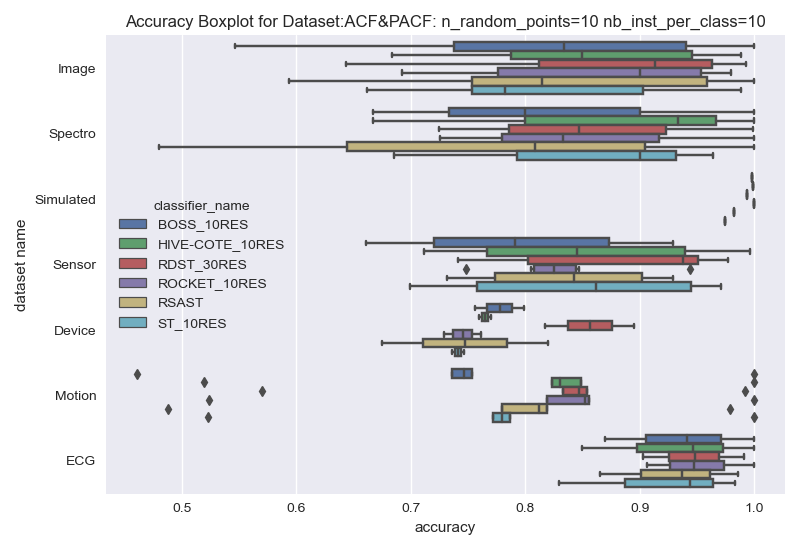 Accuracy Boxplot for Dataset:ACF&PACF: n_random_points=10 nb_inst_per_class=10
dataset name
Image
Spectro
Simulated
Sensor
Device
Motion
ECG
classifier_name
BOSS_10RES
HIVE-COTE_10RES
RDST_30RES
ROCKET_10RES
RSAST
ST_10RES
0.5 0.6 0.7 0.8 0.9 1.0
accuracy